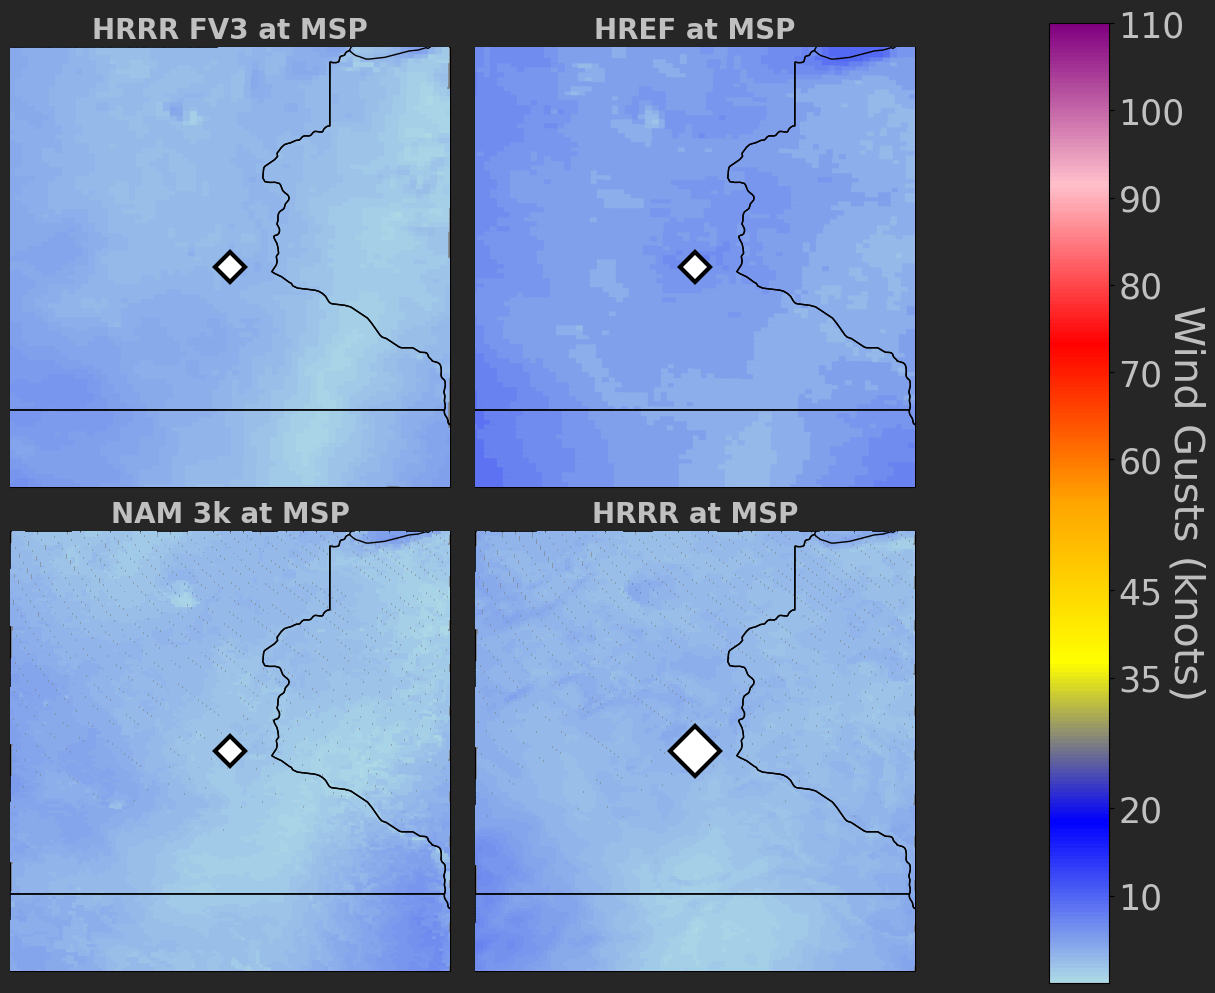 HRRR FV3 at MSP
HREF at MSP
NAM 3k at MSP
HRRR at MSP
110
100
90
80
70
60
45
35
20
10
Wind Gusts (knots)